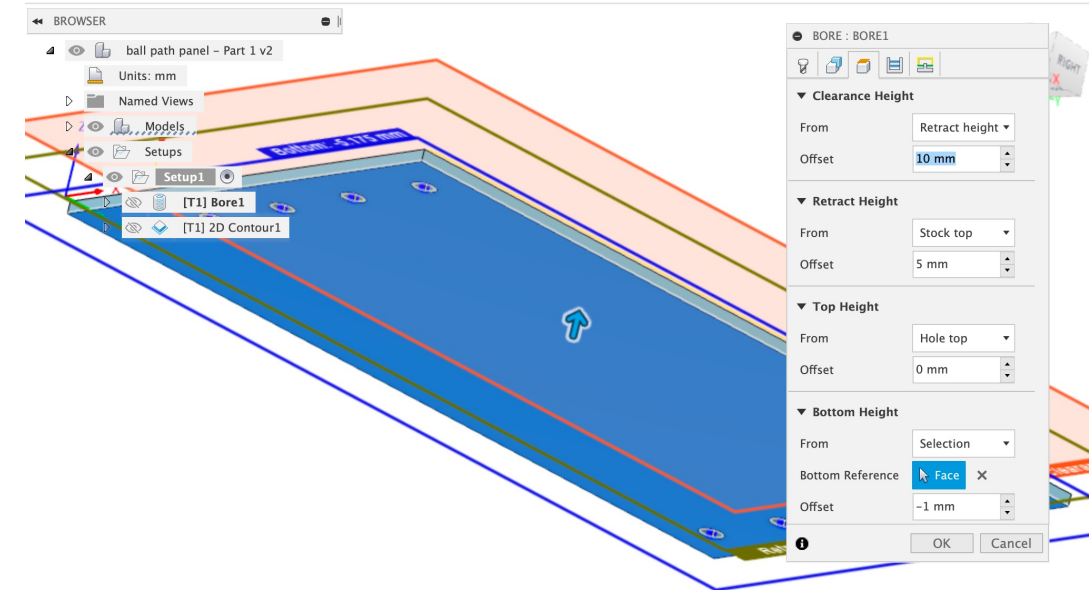 BROWSER
ball path panel – Part 1 v2
Units: mm
Named Views
Models
Setups
Setup1
[T1] Bore1
[T1] 2D Contour1
Bottom: -5.175 mm
BORE : BORE1
Clearance Height
From Retract height
Offset 10 mm
Retract Height
From Stock top
Offset 5 mm
Top Height
From Hole top
Offset 0 mm
Bottom Height
From Selection
Bottom Reference Face
Offset -1 mm
OK Cancel
RIGHT
X
Z
X